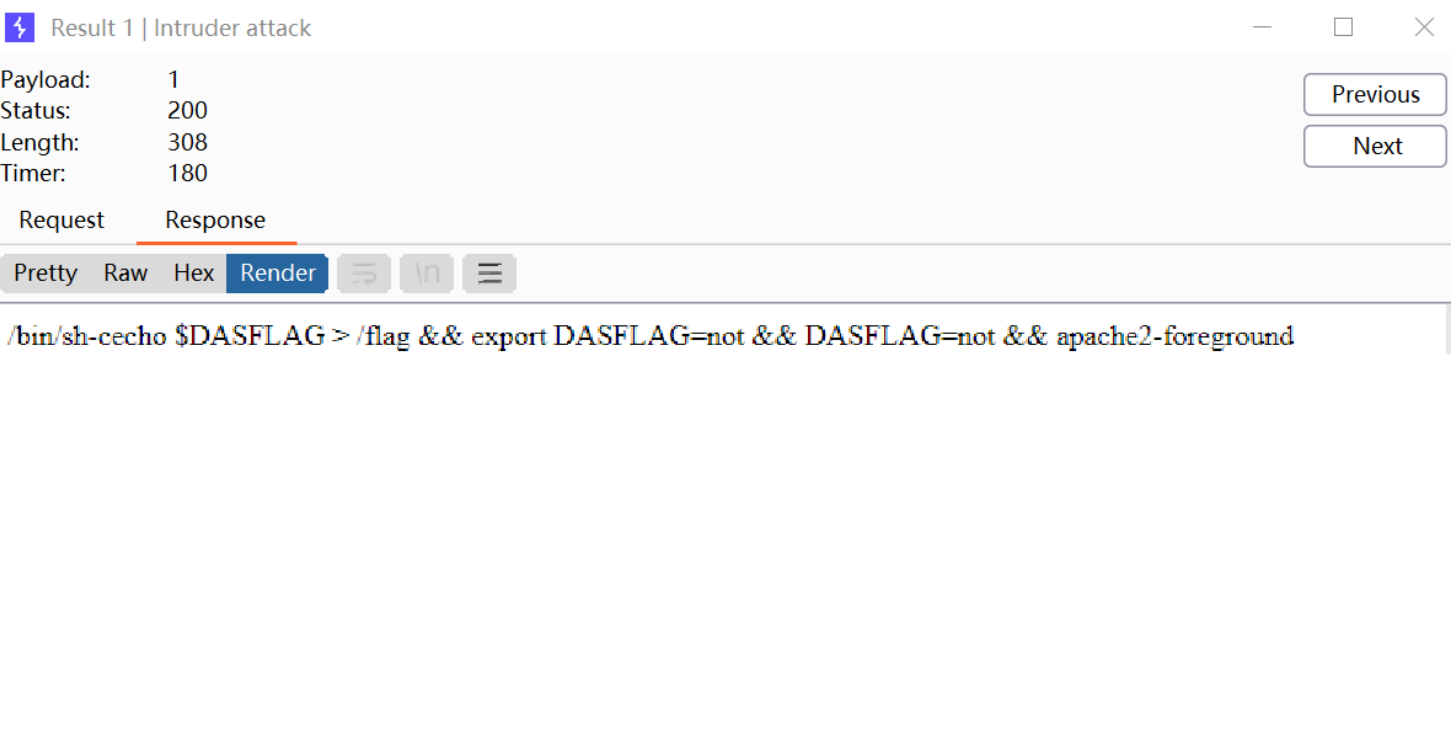 Result 1 | Intruder attack
Payload: 1
Status: 200
Length: 308
Timer: 180
Previous
Next
Request Response
Pretty Raw Hex Render \n
/bin/sh-cecho $DASFLAG > /flag && export DASFLAG=not && DASFLAG=not && apache2-foreground